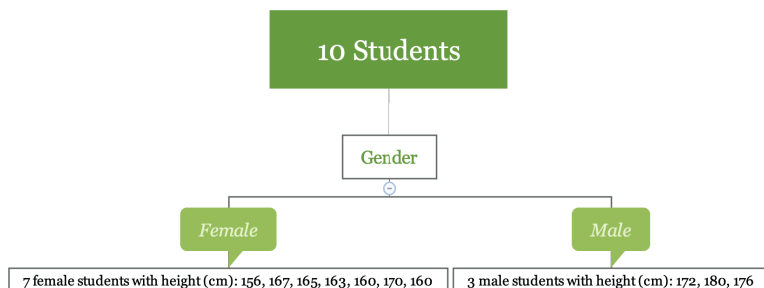 10 Students
Gender
Female
Male
7 female students with height (cm): 156, 167, 165, 163, 160, 170, 160
3 male students with height (cm): 172, 180, 176